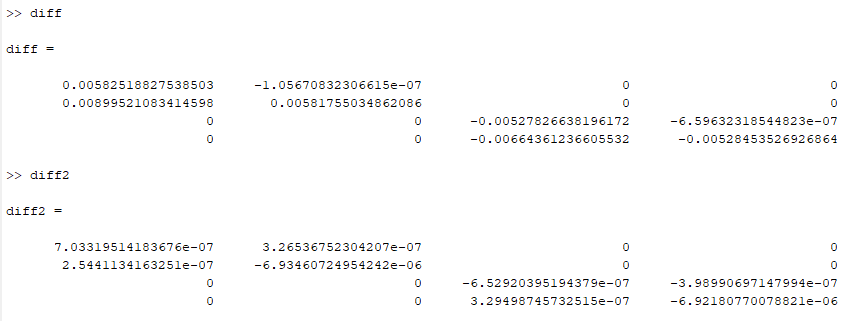 >> diff
diff =
0.00582518827538503 -1.05670832306615e-07 0 0
0.00899521083414598 0.00581755034862086 0 0
0 0 -0.00527826638196172 -6.59632318544823e-07
0 0 -0.00664361236605532 -0.00528453526926864
>> diff2
diff2 =
7.03319514183676e-07 3.26536752304207e-07 0 0
2.5441134163251e-07 -6.93460724954242e-06 0 0
0 0 -6.52920395194379e-07 -3.98990697147994e-07
0 0 3.29498745732515e-07 -6.92180770078821e-06